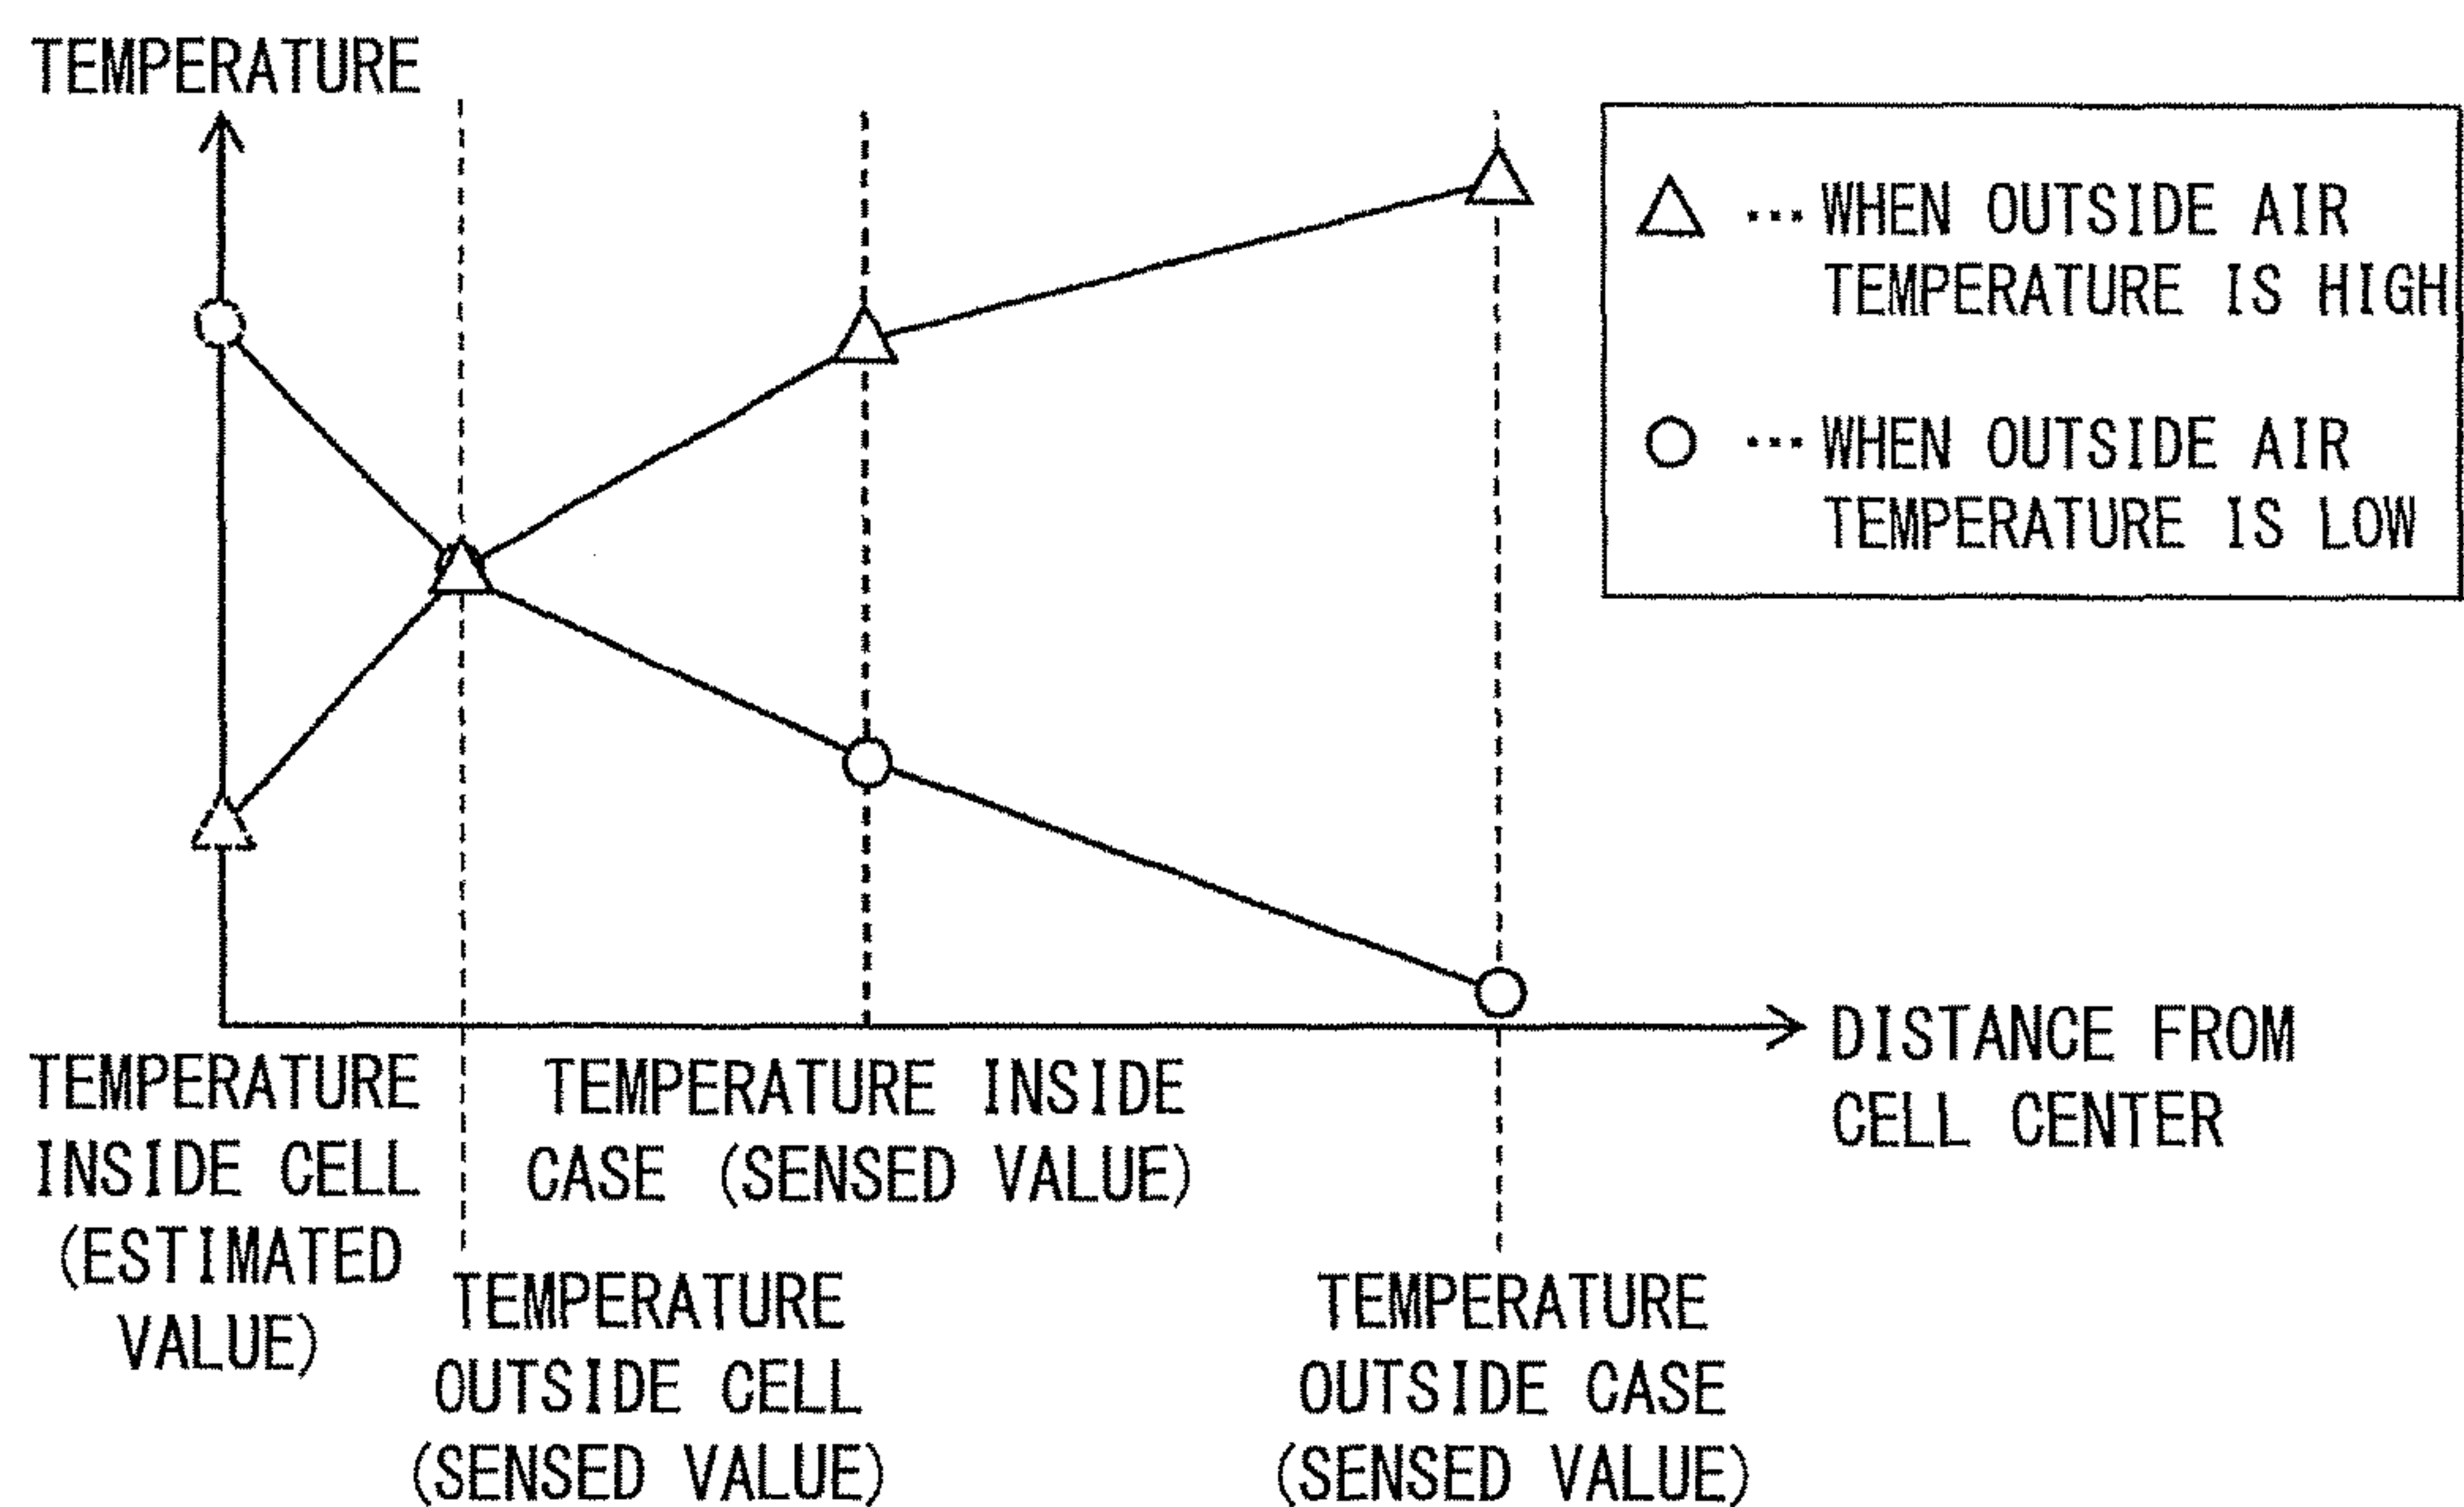 TEMPERATURE
△ ··· WHEN OUTSIDE AIR
TEMPERATURE IS HIGH
○ ··· WHEN OUTSIDE AIR
TEMPERATURE IS LOW
DISTANCE FROM
CELL CENTER
TEMPERATURE
INSIDE CELL
(ESTIMATED
VALUE)
TEMPERATURE INSIDE
CASE (SENSED VALUE)
TEMPERATURE
OUTSIDE CELL
(SENSED VALUE)
TEMPERATURE
OUTSIDE CASE
(SENSED VALUE)